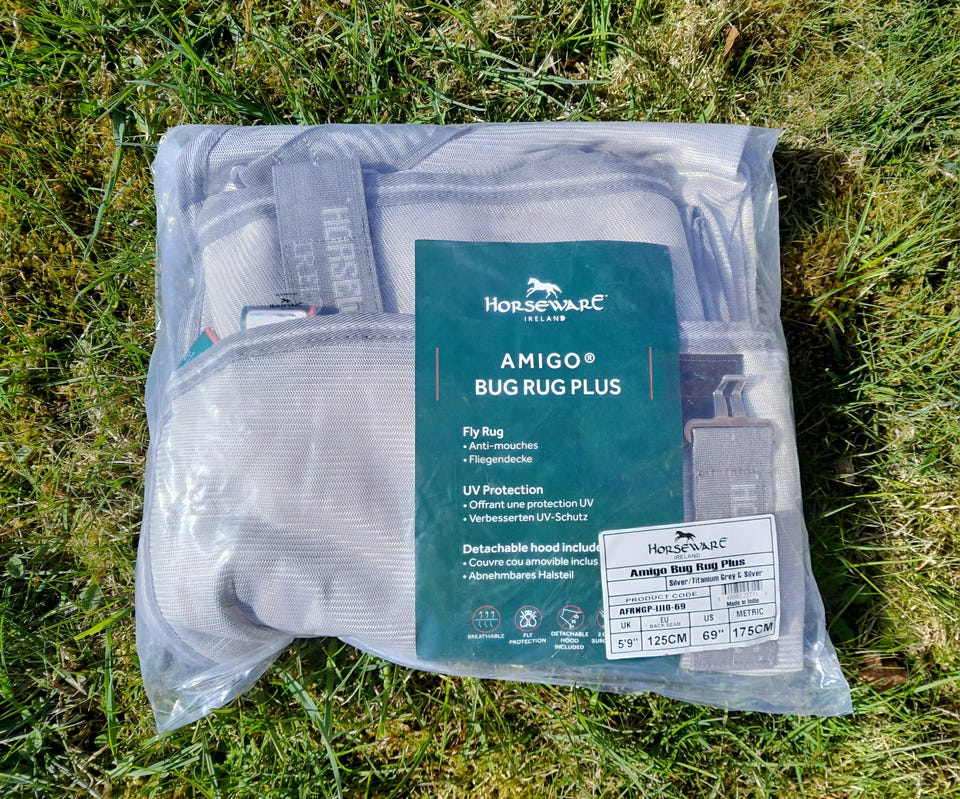 HORSEWARE
IRELAND
AMIGO®
BUG RUG PLUS
Fly Rug
• Anti-mouches
• Fliegendecke
UV Protection
• Offrant une protection UV
• Verbesserten UV-Schutz
Detachable hood include
• Couvre cou amovible inclus
• Abnehmbares Halsteil
BREATHABLE
FLY PROTECTION
DETACHABLE HOOD INCLUDED
HORSEWARE
IRELAND
Amigo Bug Rug Plus
Silver/Titanium Grey & Silver
PRODUCT CODE
Made in India
AFRNGP-IJI0-69
UK EU BACK SEAM US METRIC
5'9" 125CM 69" 175CM